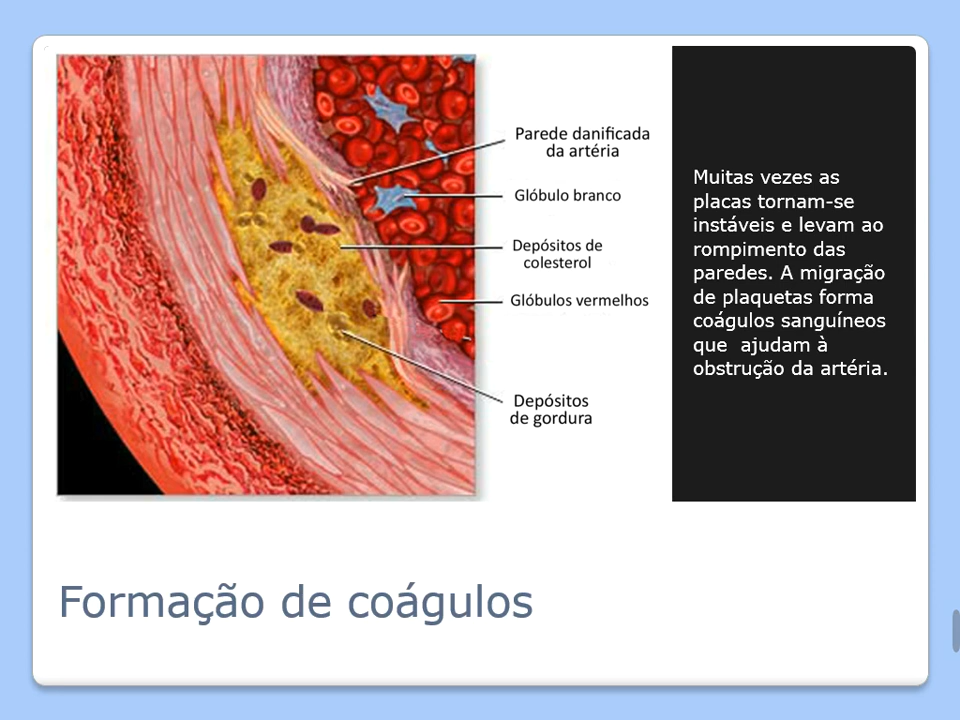 Parede danificada
da artéria
Glóbulo branco
Depósitos de
colesterol
Glóbulos vermelhos
Depósitos
de gordura
Muitas vezes as
placas tornam-se
instáveis e levam ao
rompimento das
paredes. A migração
de plaquetas forma
coágulos sanguíneos
que  ajudam à
obstrução da artéria.
Formação de coágulos